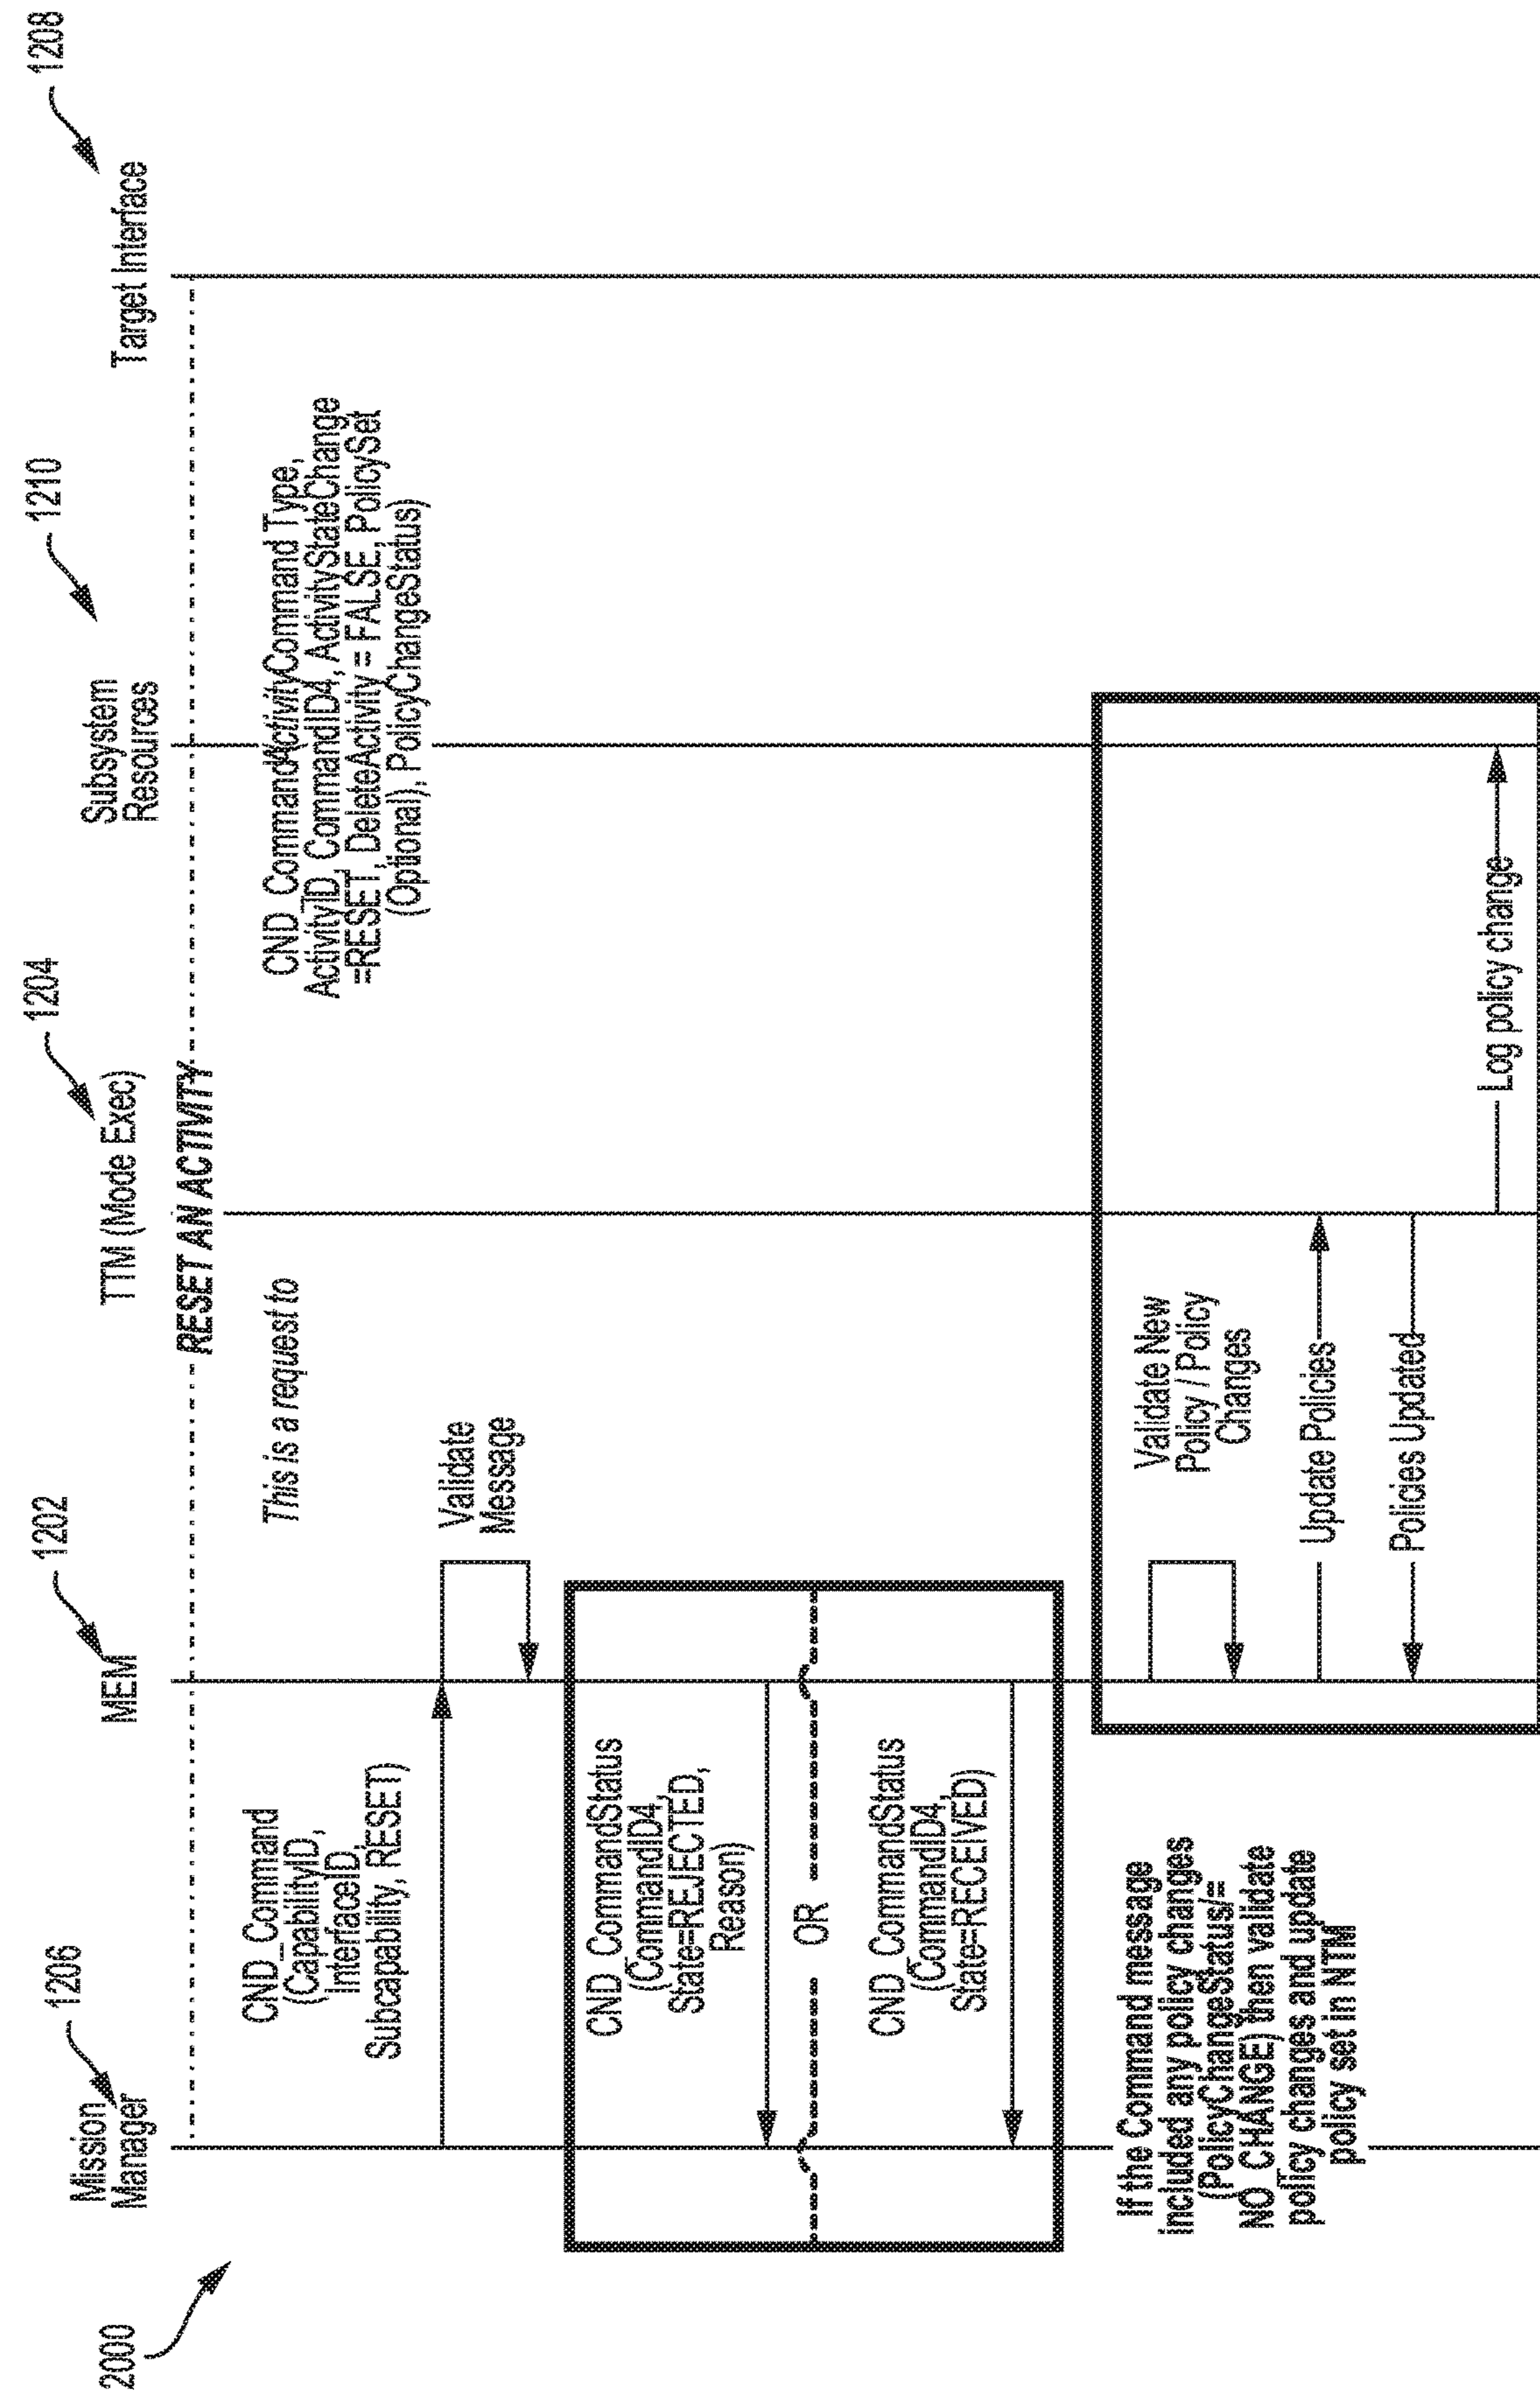 2000
1206
1202
1204
1210
1208
Mission
Manager
MEM
TTM (Mode Exec)
Subsystem
Resources
Target Interface
RESET AN ACTIVITY
CND_Command
(CapabilityID,
InterfaceID,
Subcapability, RESET)
This is a request to
CND_CommandActivityCommand Type,
ActivityID, CommandID4, ActivityStateChange
=RESET, DeleteActivity = FALSE, PolicySet
(Optional), PolicyChangeStatus)
Validate
Message
CND_CommandStatus
(CommandID4,
State=REJECTED,
Reason)
OR
CND_CommandStatus
(CommandID4,
State=RECEIVED)
If the Command message
included any policy changes
(PolicyChangeStatus/=
NO_CHANGE) then validate
policy changes and update
policy set in NTM
Validate New
Policy / Policy
Changes
Update Policies
Policies Updated
Log policy change